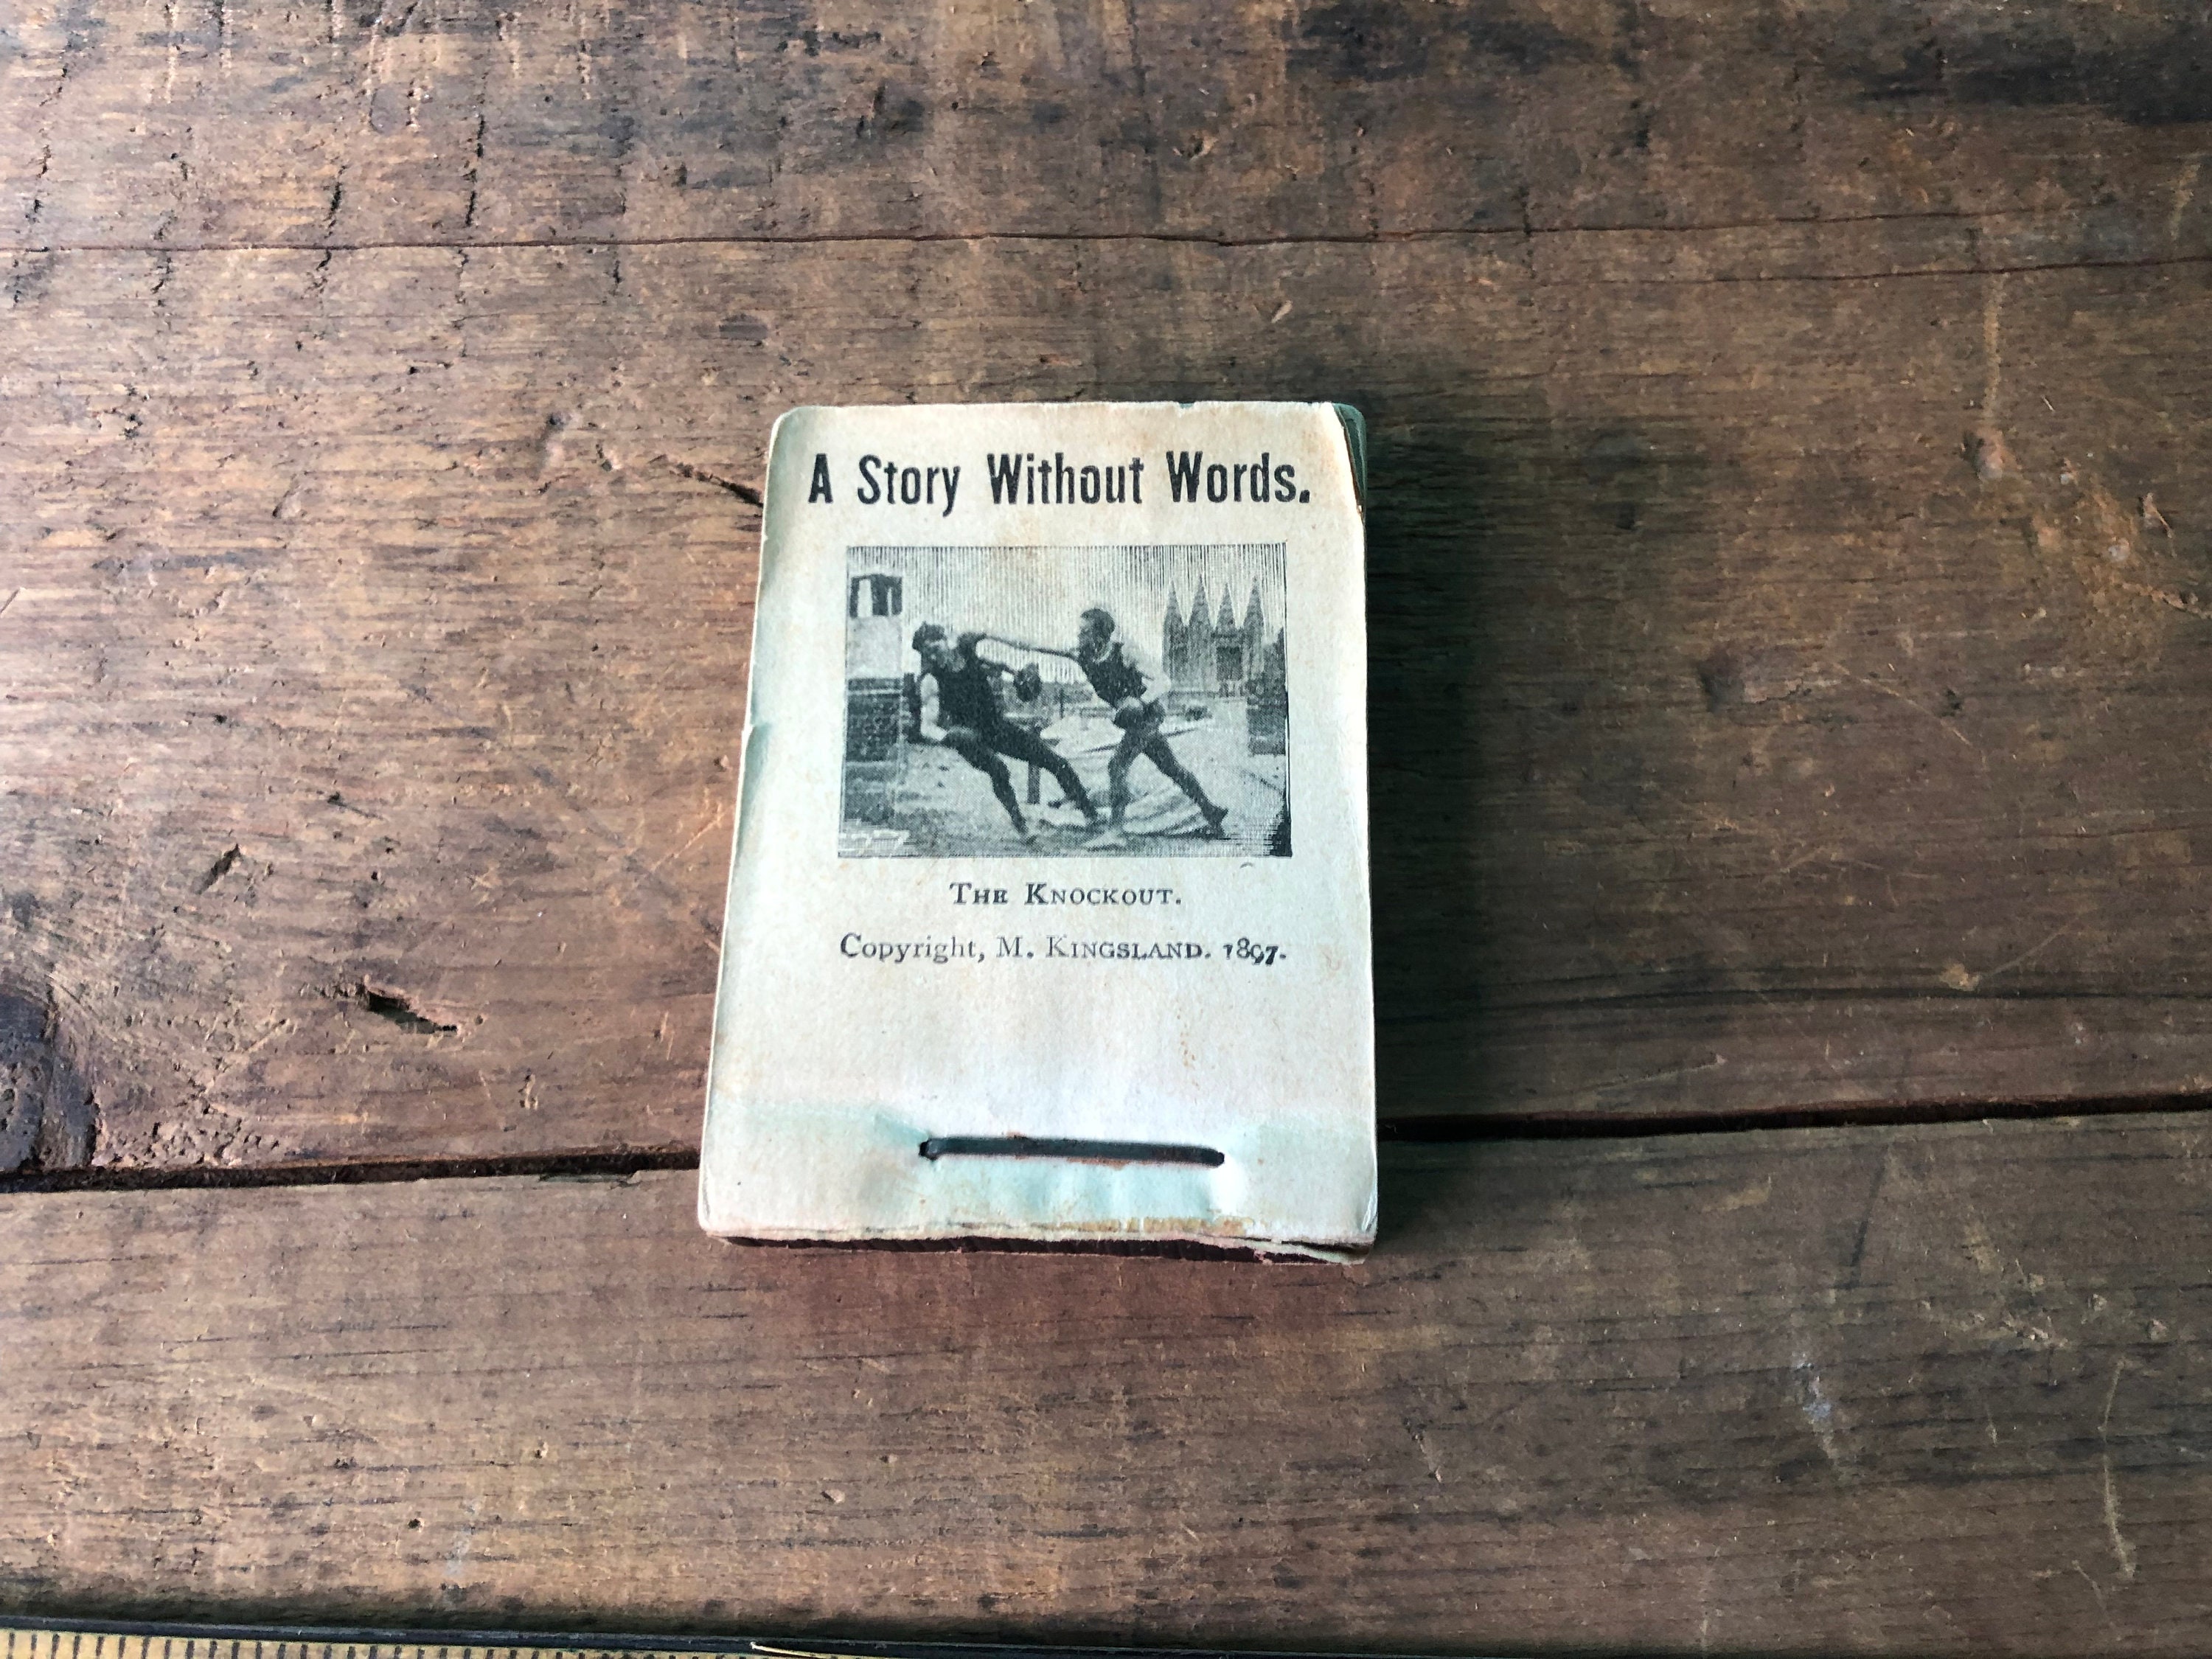 A Story Without Words.
THE KNOCKOUT.
Copyright, M. KINGSLAND. 1897.